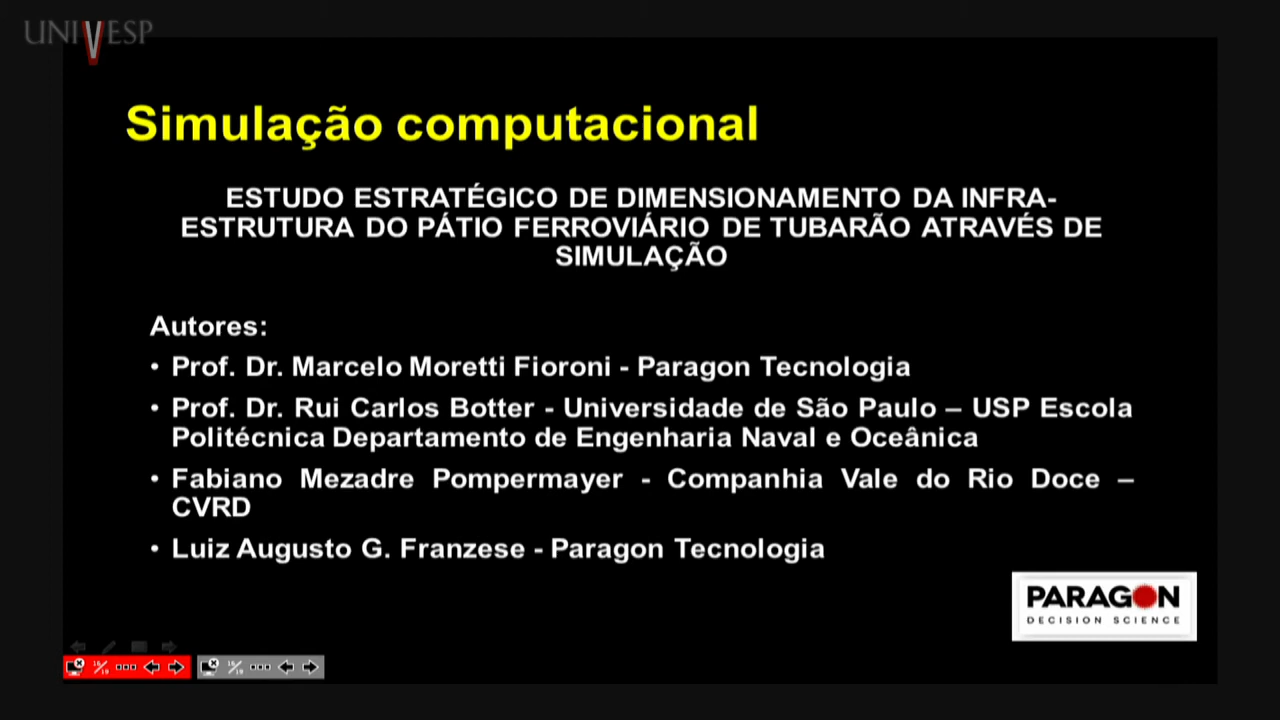 UNIVESP
Simulação computacional
ESTUDO ESTRATÉGICO DE DIMENSIONAMENTO DA INFRA-
ESTRUTURA DO PÁTIO FERROVIÁRIO DE TUBARÃO ATRAVÉS DE
SIMULAÇÃO
Autores:
• Prof. Dr. Marcelo Moretti Fioroni - Paragon Tecnologia
• Prof. Dr. Rui Carlos Botter - Universidade de São Paulo – USP Escola
Politécnica Departamento de Engenharia Naval e Oceânica
• Fabiano Mezadre Pompermayer - Companhia Vale do Rio Doce –
CVRD
• Luiz Augusto G. Franzese - Paragon Tecnologia
PARAGON
DECISION SCIENCE